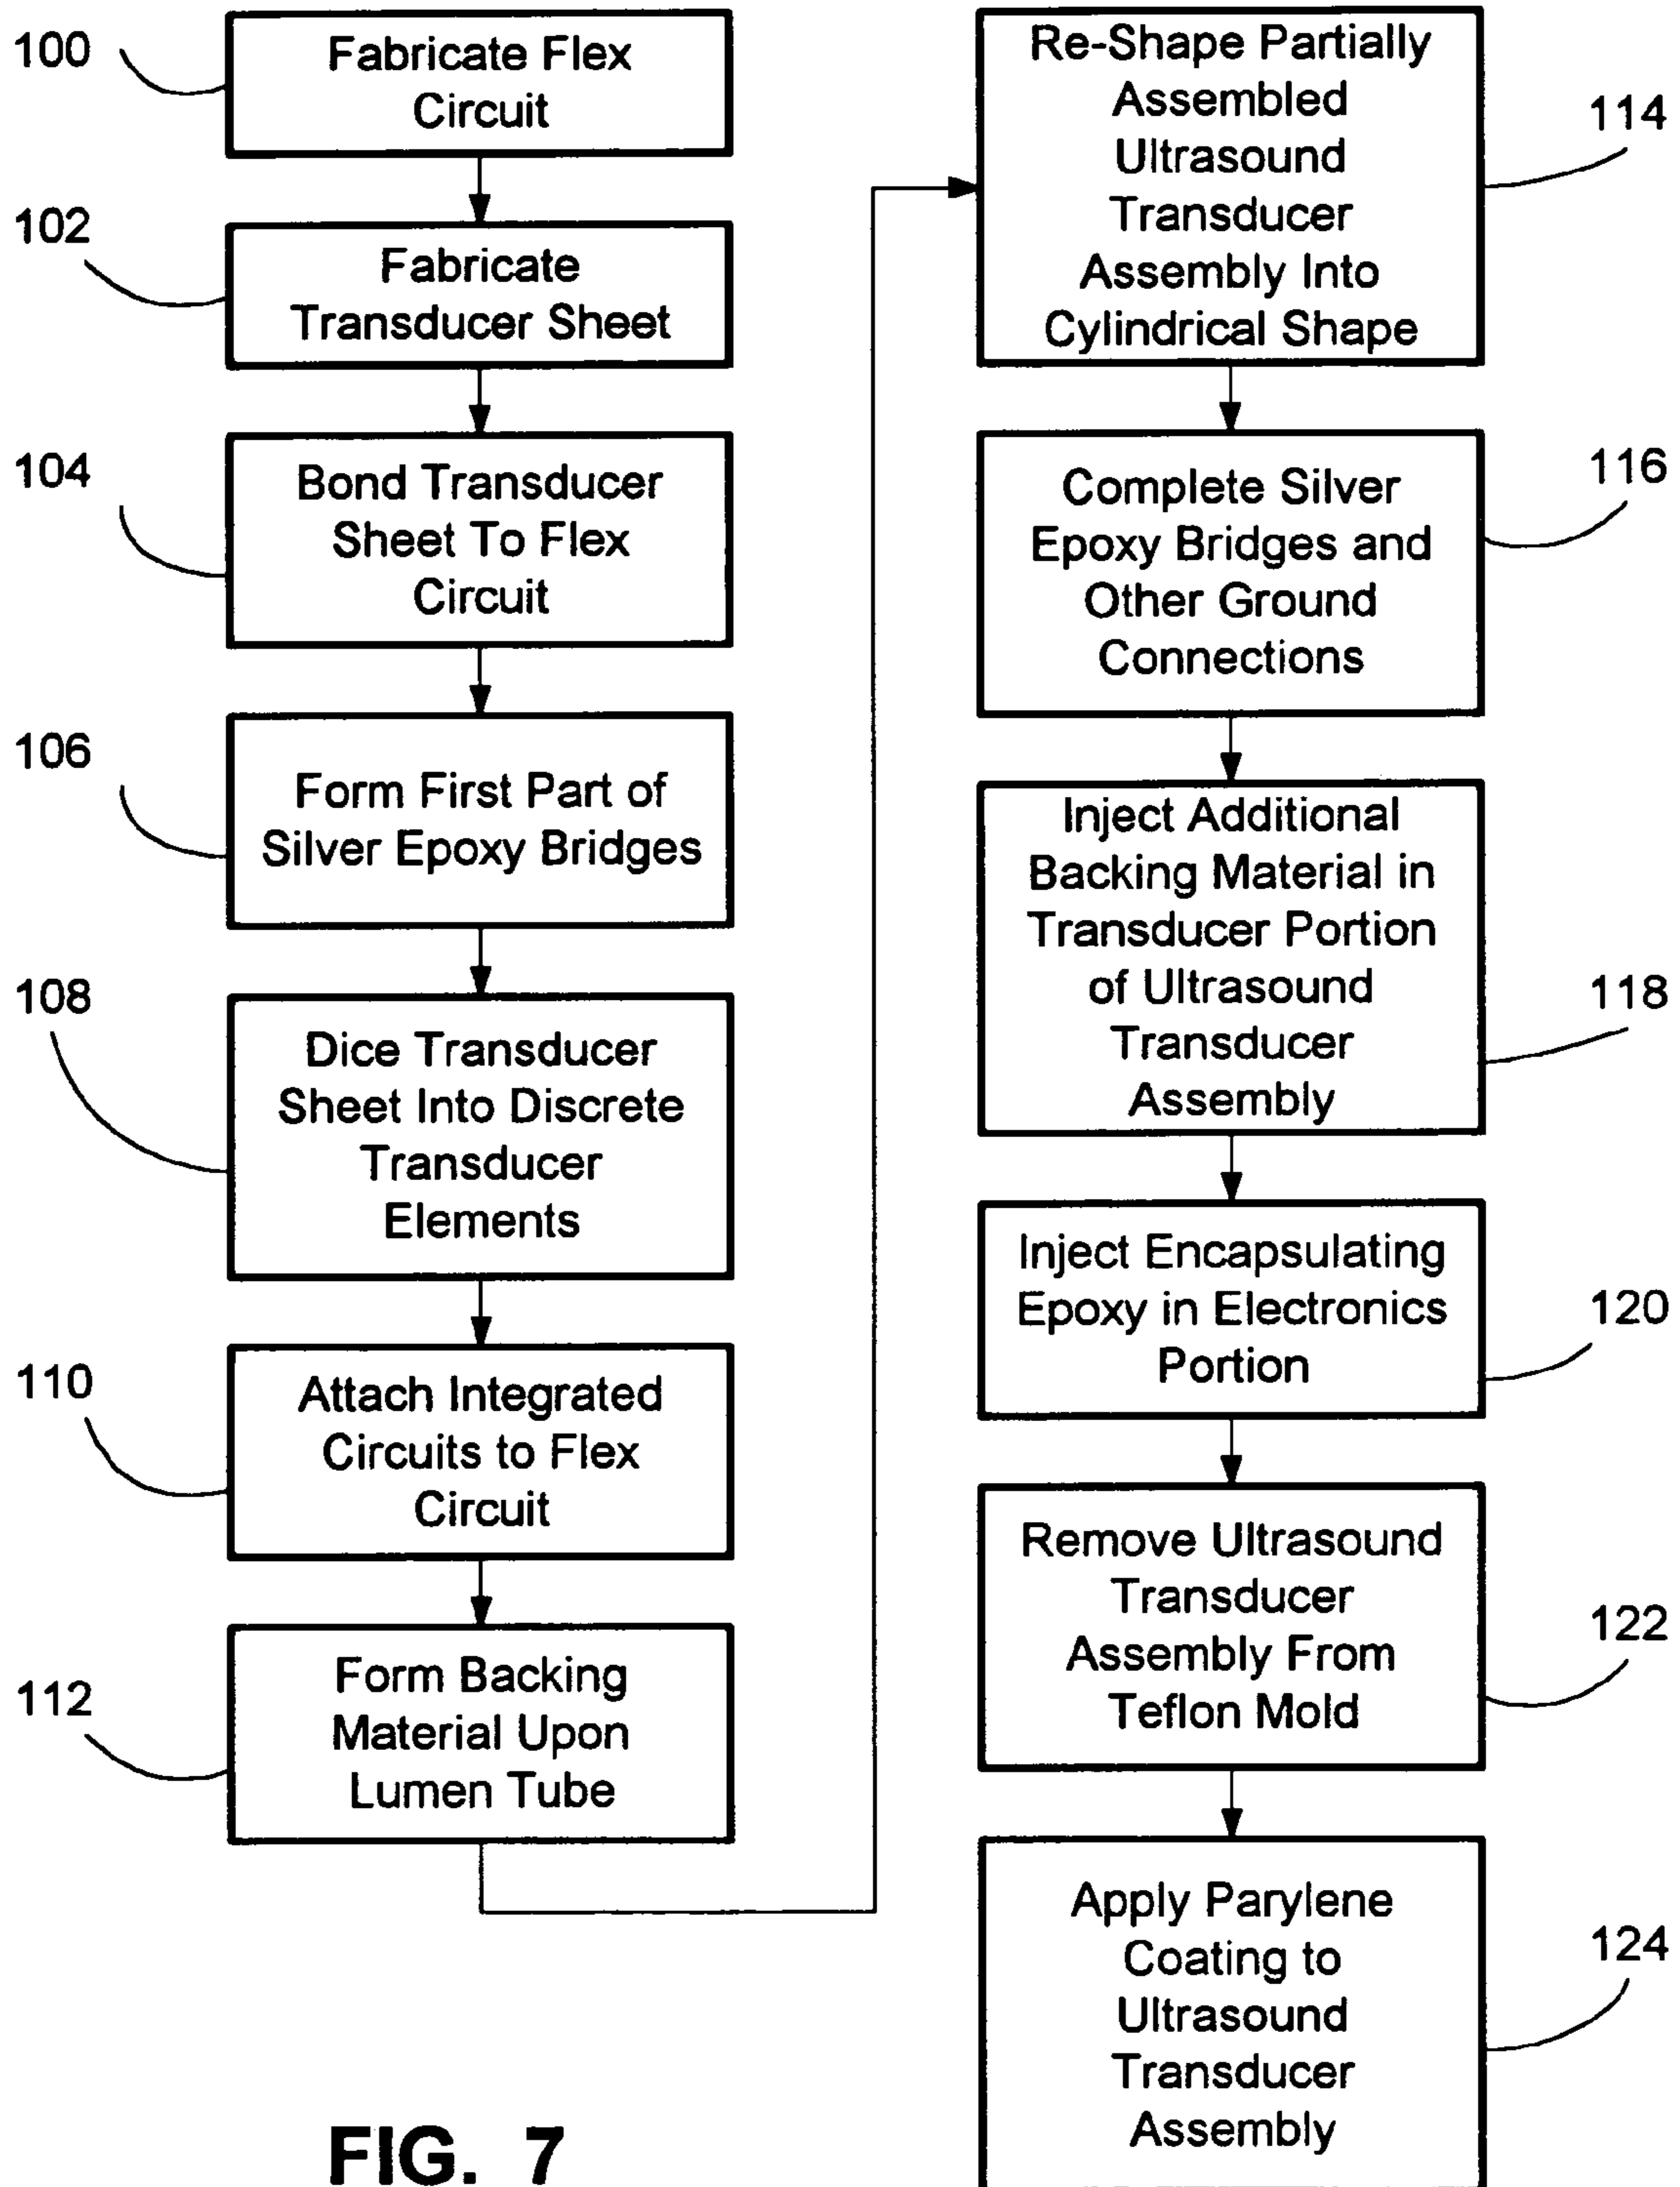 100
Fabricate Flex
Circuit
102
Fabricate
Transducer Sheet
104
Bond Transducer
Sheet To Flex
Circuit
106
Form First Part of
Silver Epoxy Bridges
108
Dice Transducer
Sheet Into Discrete
Transducer
Elements
110
Attach Integrated
Circuits to Flex
Circuit
112
Form Backing
Material Upon
Lumen Tube
Re-Shape Partially
Assembled
Ultrasound
Transducer
Assembly Into
Cylindrical Shape
114
Complete Silver
Epoxy Bridges and
Other Ground
Connections
116
Inject Additional
Backing Material in
Transducer Portion
of Ultrasound
Transducer
Assembly
118
Inject Encapsulating
Epoxy in Electronics
Portion
120
Remove Ultrasound
Transducer
Assembly From
Teflon Mold
122
Apply Parylene
Coating to
Ultrasound
Transducer
Assembly
124
FIG. 7